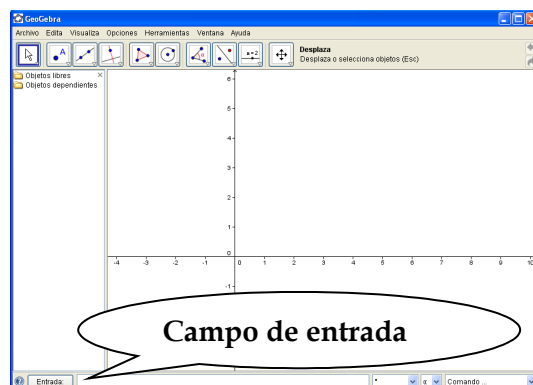 GeoGebra
Archivo Edita Visualiza Opciones Herramientas Ventana Ayuda
A
α
a=2
Desplaza
Desplaza o selecciona objetos (Esc)
Objetos libres
Objetos dependientes
6
5
4
3
2
1
0
-4 -3 -2 -1 0 1 2 3 4 5 6 7 8 9 10
-1
Campo de entrada
Entrada:
α
Comando ...